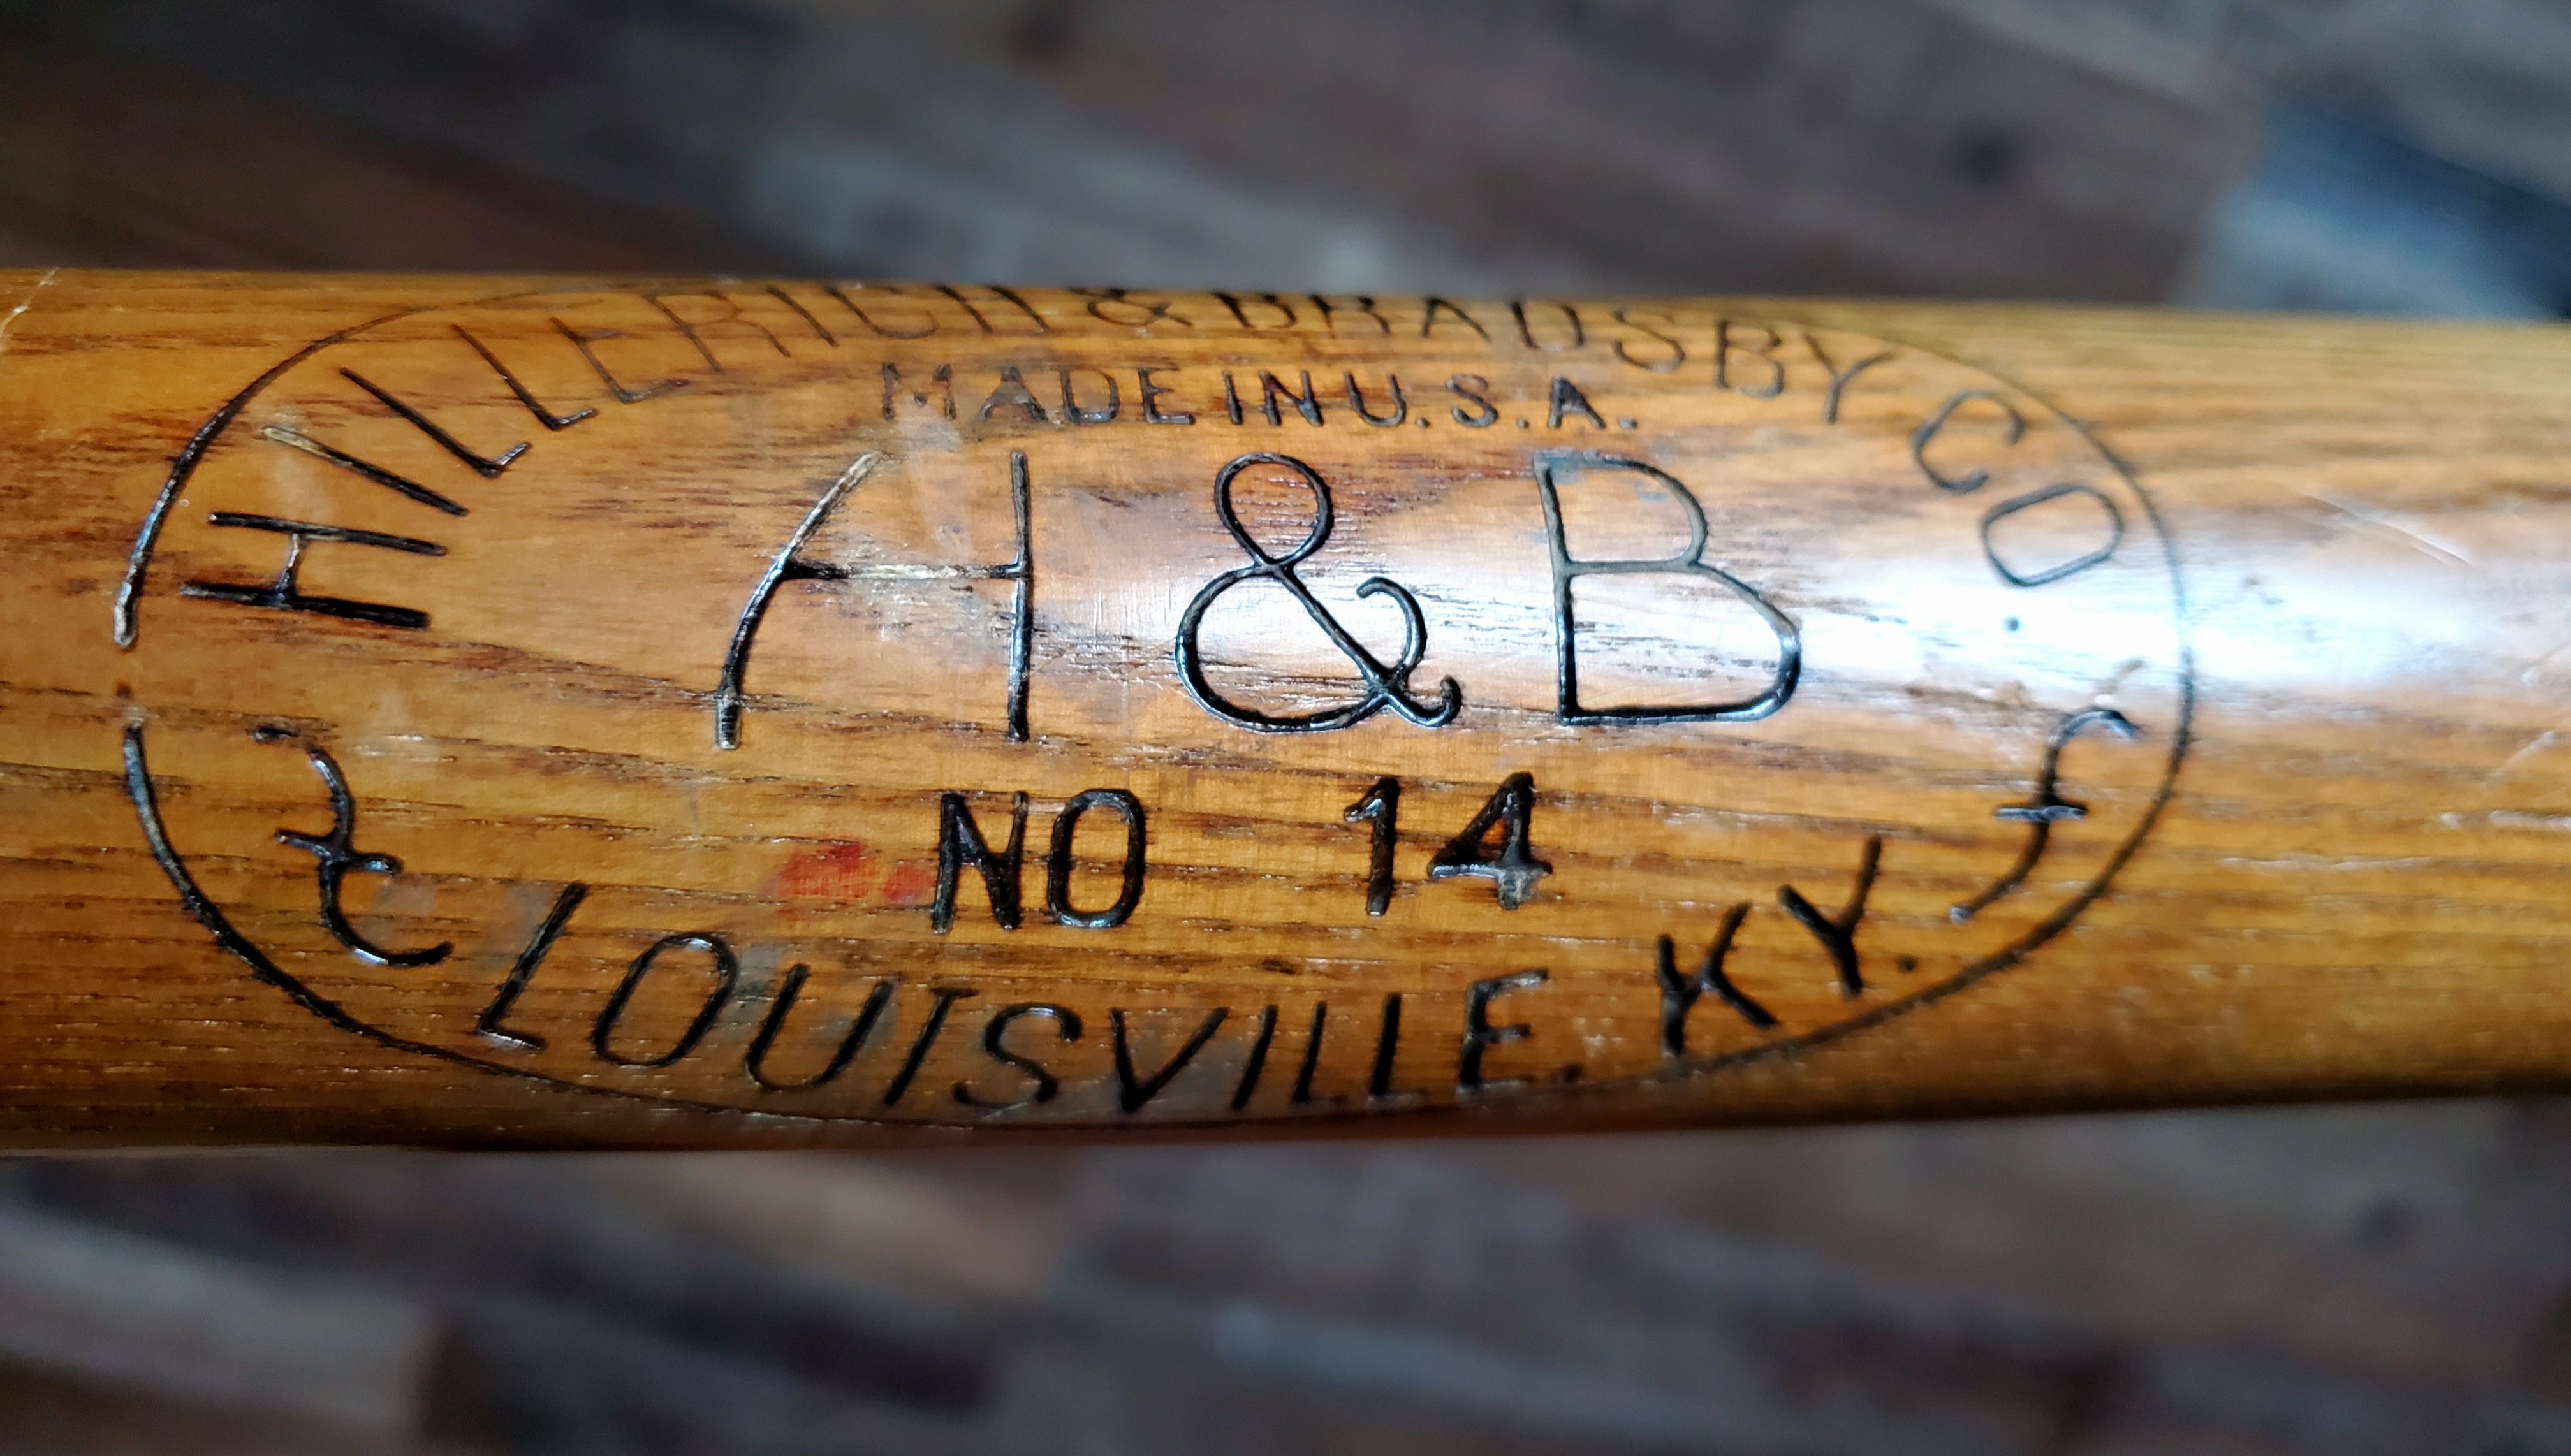 HILLERICH & BRADSBY CO
MADE IN U.S.A.
H & B
NO 14
LOUISVILLE. KY.